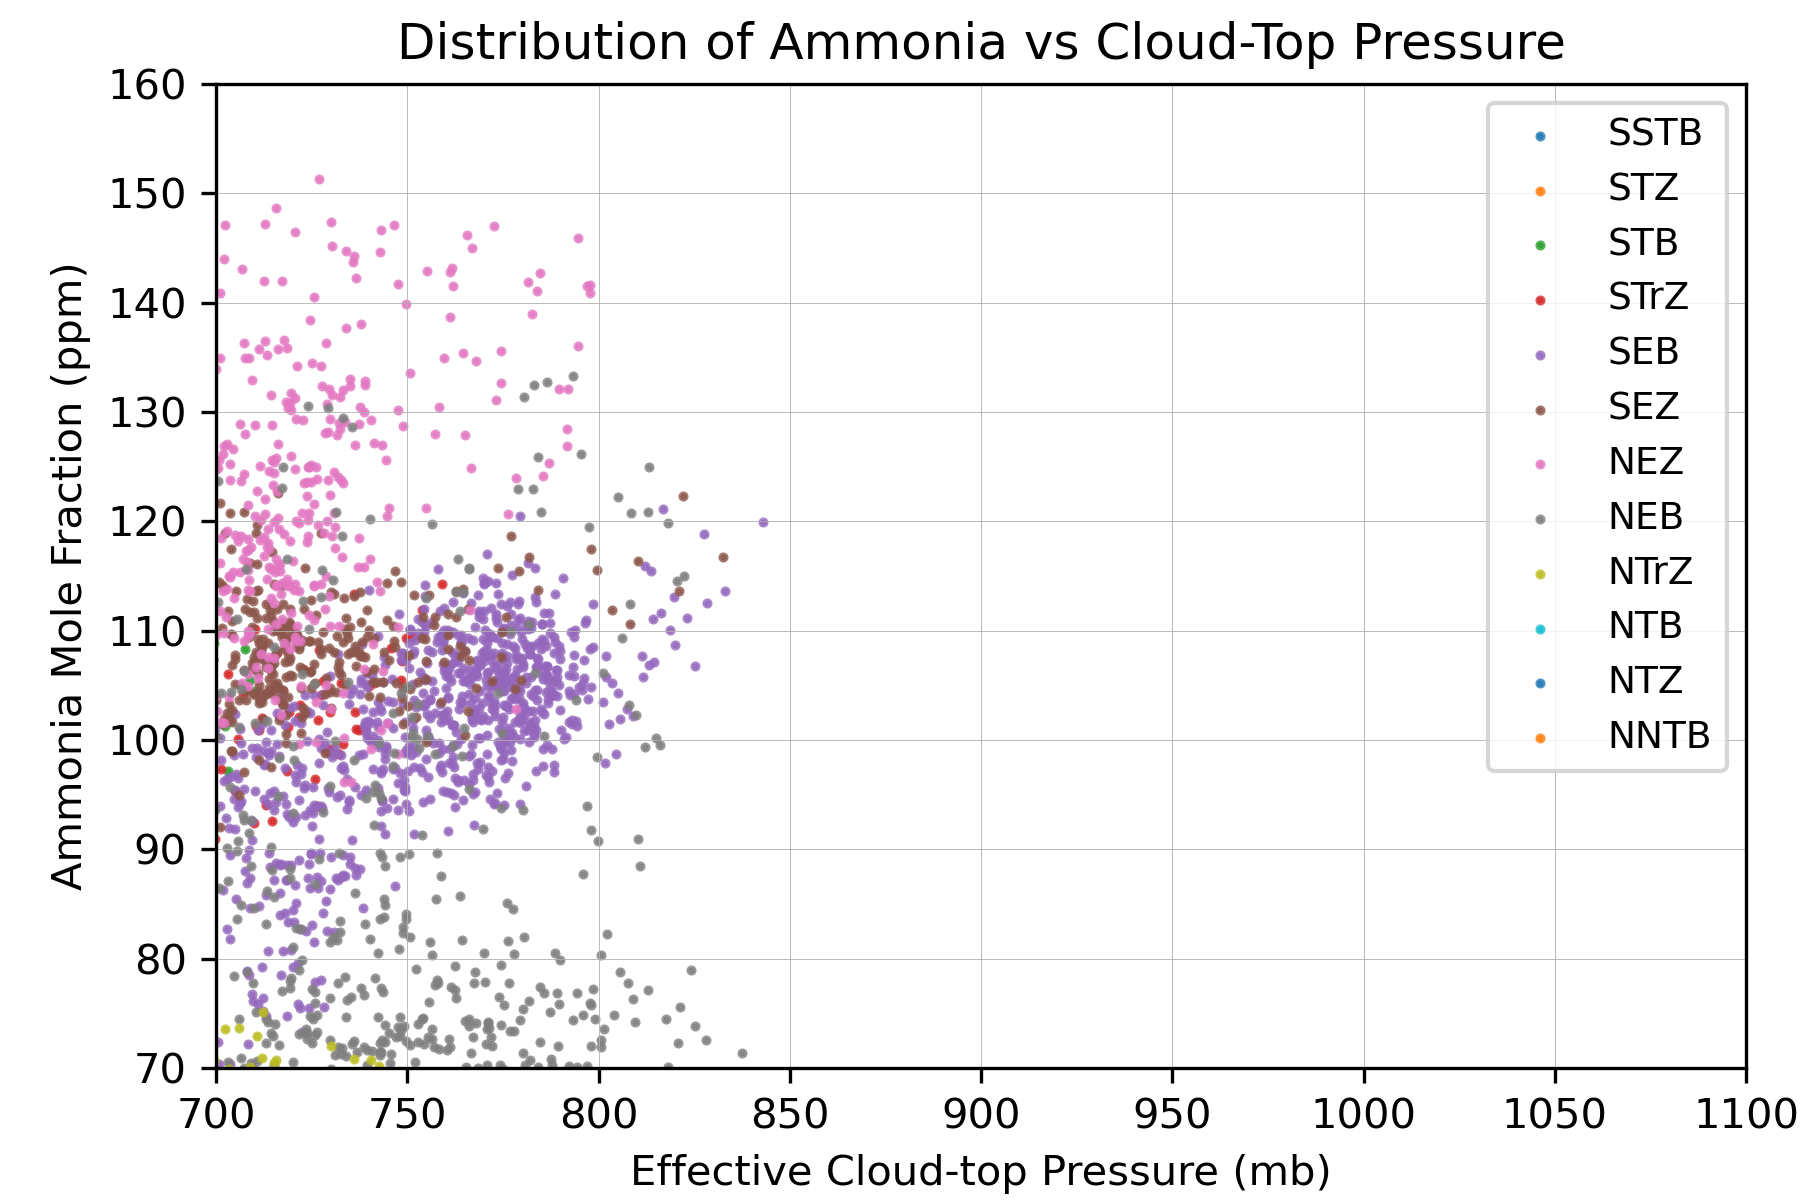 Distribution of Ammonia vs Cloud-Top Pressure
160
150
140
130
120
110
100
90
80
70
Ammonia Mole Fraction (ppm)
SSTB
STZ
STB
STrZ
SEB
SEZ
NEZ
NEB
NTrZ
NTB
NTZ
NNTB
700 750 800 850 900 950 1000 1050 1100
Effective Cloud-top Pressure (mb)